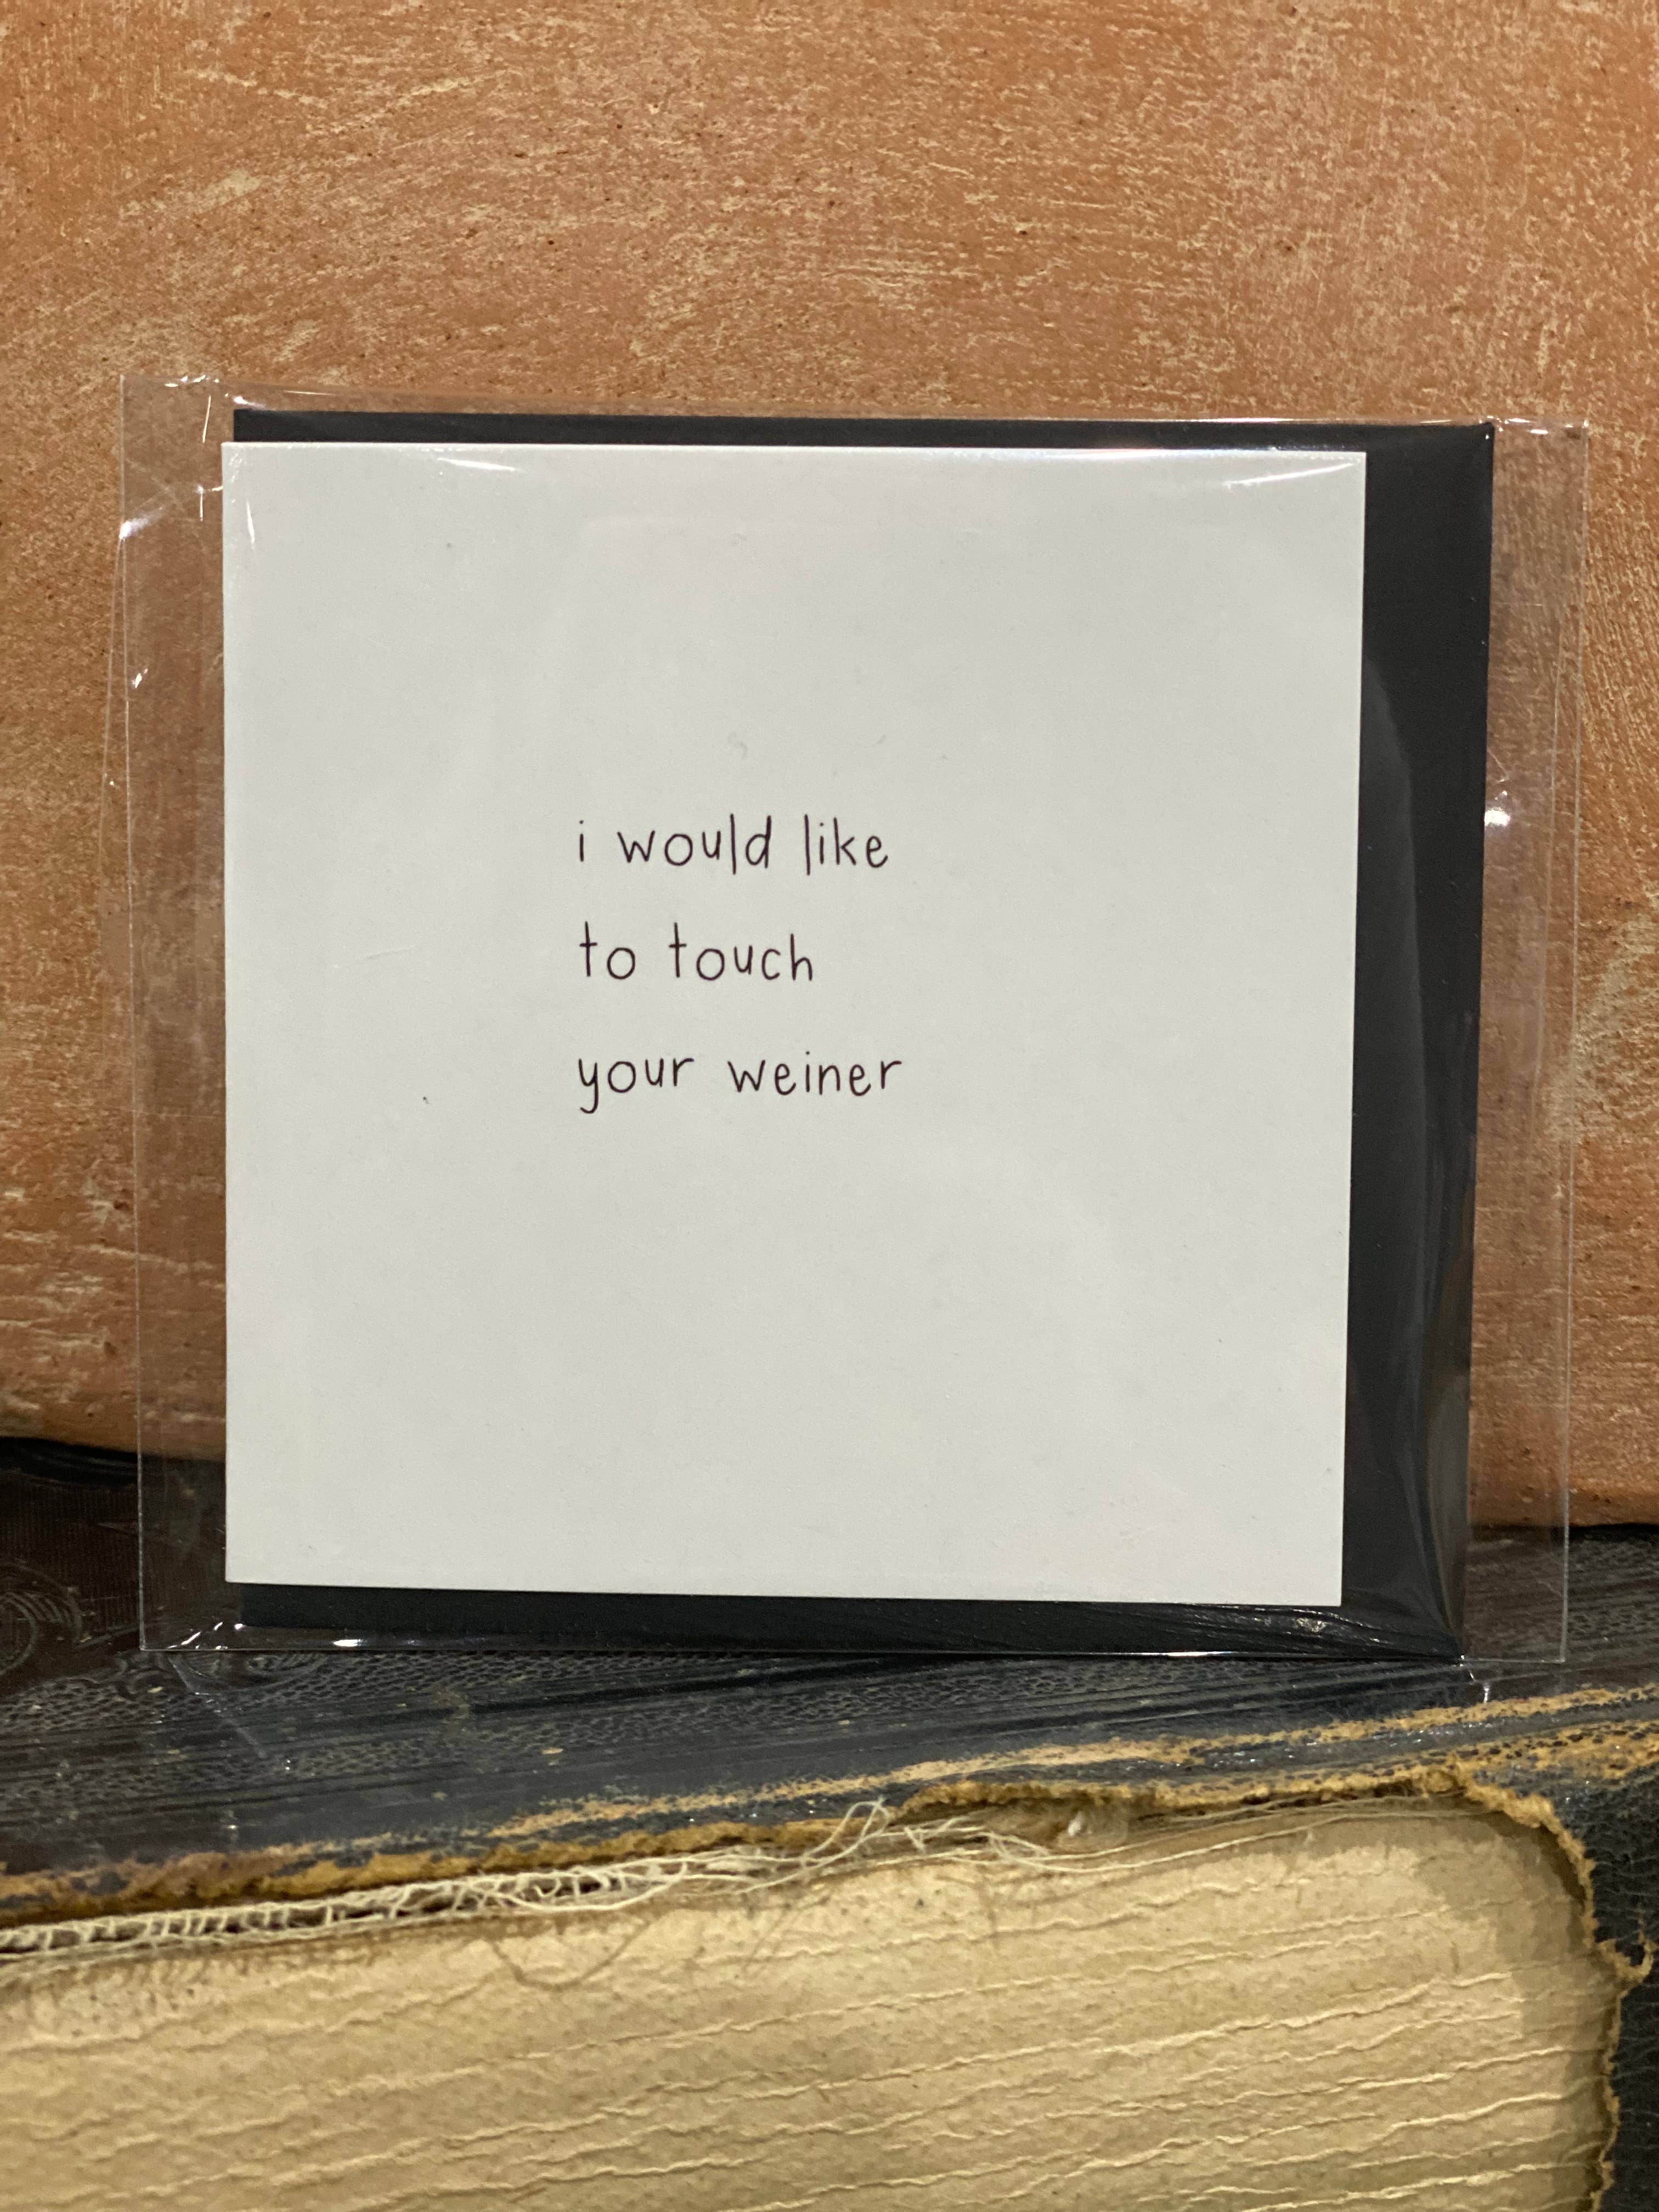 i would like
to touch
your weiner